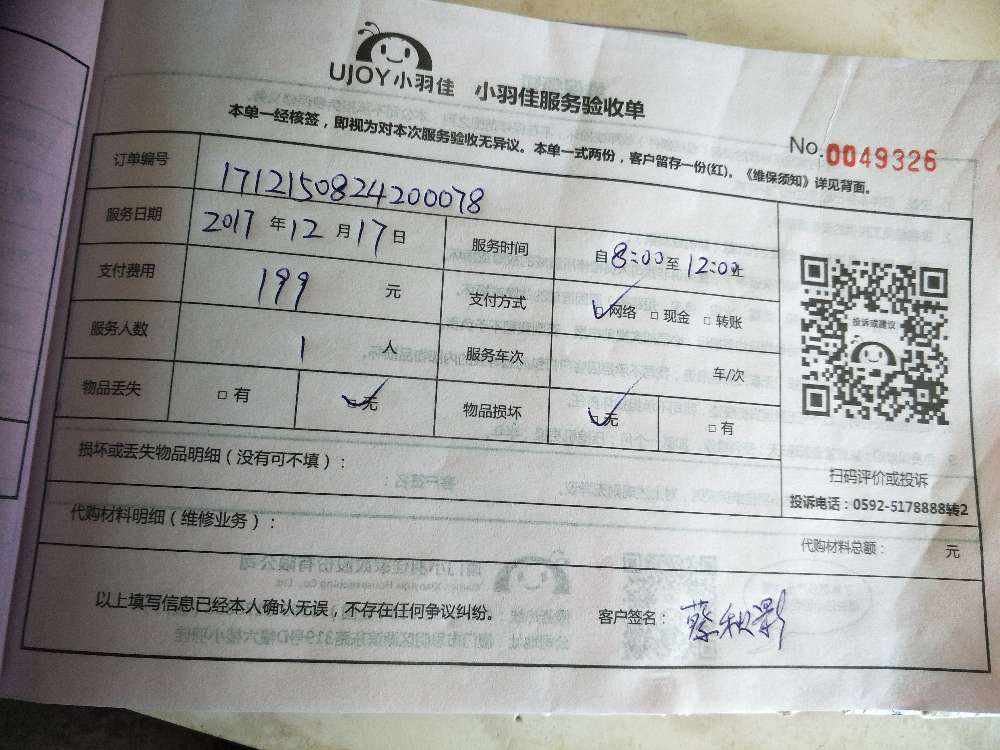 UJOY小羽佳 小羽佳服务验收单
本单一经核签，即视为对本次服务验收无异议。本单一式两份，客户留存一份(红)。《维保须知》详见背面。
No.0049326
订单编号 1712150824200078
服务日期 2017 年 12 月 17 日 服务时间 自 8:00 至 12:00 止
支付费用 199 元 支付方式 网络 □ 现金 □ 转账
服务人数 1 人 服务车次 车/次
物品丢失 □ 有 □ 无 物品损坏 □ 无 □ 有
投诉或建议
损坏或丢失物品明细（没有可不填）：
扫码评价或投诉
投诉电话：0592-5178888转2
代购材料明细（维修业务）：
代购材料总额： 元
以上填写信息已经本人确认无误，不存在任何争议纠纷。 客户签名： 蔡秋影